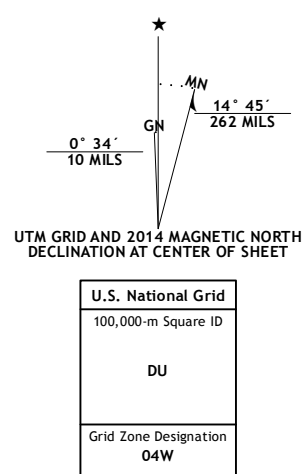 ★
MN
GN
14° 45´
262 MILS
0° 34´
10 MILS
UTM GRID AND 2014 MAGNETIC NORTH
DECLINATION AT CENTER OF SHEET
U.S. National Grid
100,000-m Square ID
DU
Grid Zone Designation
04W